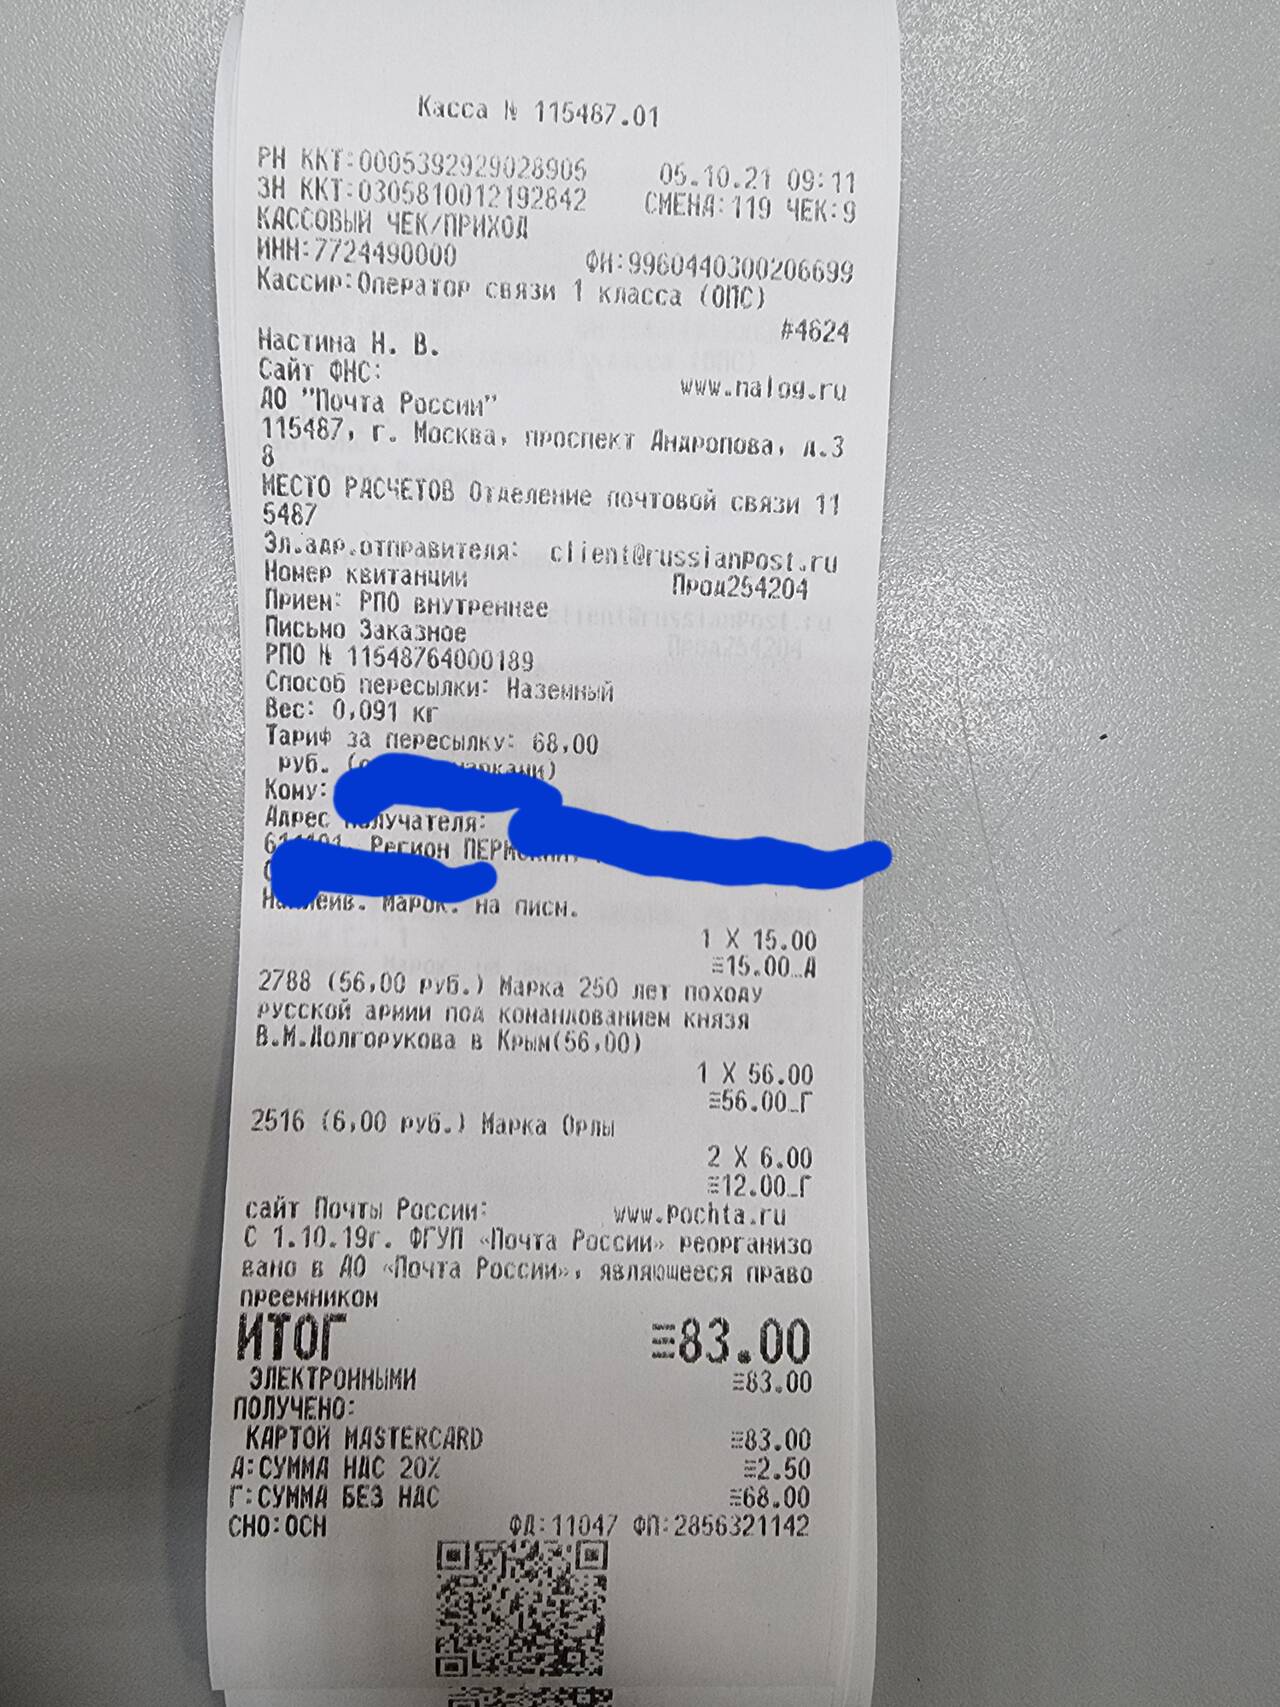 Касса № 115487.01
РН ККТ:0005392929028905 05.10.21 09:11
ЗН ККТ:0305810012192842 СМЕНА:119 ЧЕК:9
КАССОВЫЙ ЧЕК/ПРИХОД
ИНН:7724490000 ФН:9960440300206699
Кассир:Оператор связи 1 класса (ОПС)
#4624
Настина Н. В.
Сайт ФНС: www.nalog.ru
АО "Почта России"
115487, г. Москва, проспект Андропова, д.3
8
МЕСТО РАСЧЕТОВ Отделение почтовой связи 11
5487
Эл.адр.отправителя: client@russianPost.ru
Номер квитанции Прод254204
Прием: РПО внутреннее
Письмо Заказное
РПО № 11548764000189
Способ пересылки: Наземный
Вес: 0,091 кг
Тариф за пересылку: 68,00
руб. марками)
Кому:
Адрес получателя:
Регион
Наклеив. марок. на писм.
1 X 15.00
≡15.00_А
2788 (56,00 руб.) Марка 250 лет походу
русской армии под командованием князя
В.М.Долгорукова в Крым(56,00)
1 X 56.00
≡56.00_Г
2516 (6,00 руб.) Марка Орлы
2 X 6.00
≡12.00_Г
сайт Почты России: www.pochta.ru
С 1.10.19г. ФГУП «Почта России» реорганизо
вано в АО «Почта России», являющееся право
преемником
ИТОГ ≡83.00
ЭЛЕКТРОННЫМИ ≡83.00
ПОЛУЧЕНО:
КАРТОЙ MASTERCARD ≡83.00
А:СУММА НДС 20% ≡2.50
Г:СУММА БЕЗ НДС ≡68.00
СНО:ОСН ФД:11047 ФП:2856321142